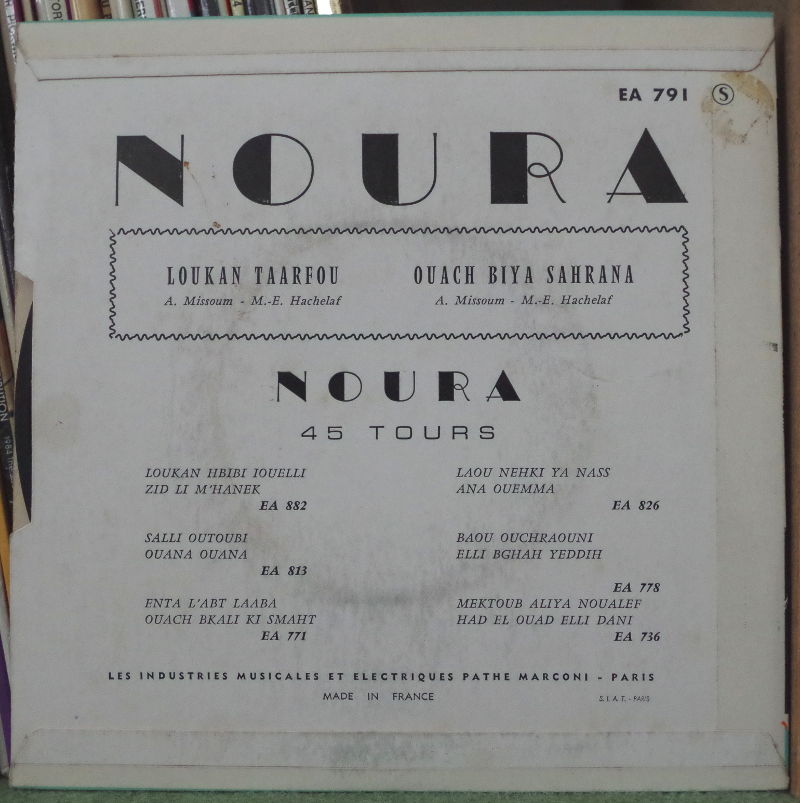 EA 791 Ⓢ
NOURA
LOUKAN TAARFOU
A. Missoum - M.-E. Hachelaf
OUACH BIYA SAHRANA
A. Missoum - M.-E. Hachelaf
NOURA
45 TOURS
LOUKAN HBIBI IOUELLI
ZID LI M'HANEK
EA 882
SALLI OUTOUBI
OUANA OUANA
EA 813
ENTA L'ABT LAABA
OUACH BKALI KI SMAHT
EA 771
LAOU NEHKI YA NASS
ANA OUEMMA
EA 826
BAOU OUCHRAOUNI
ELLI BGHAH YEDDIH
EA 778
MEKTOUB ALIYA NOUALEF
HAD EL OUAD ELLI DANI
EA 736
LES INDUSTRIES MUSICALES ET ELECTRIQUES PATHE MARCONI - PARIS
MADE IN FRANCE
S.I.A.T. - PARIS